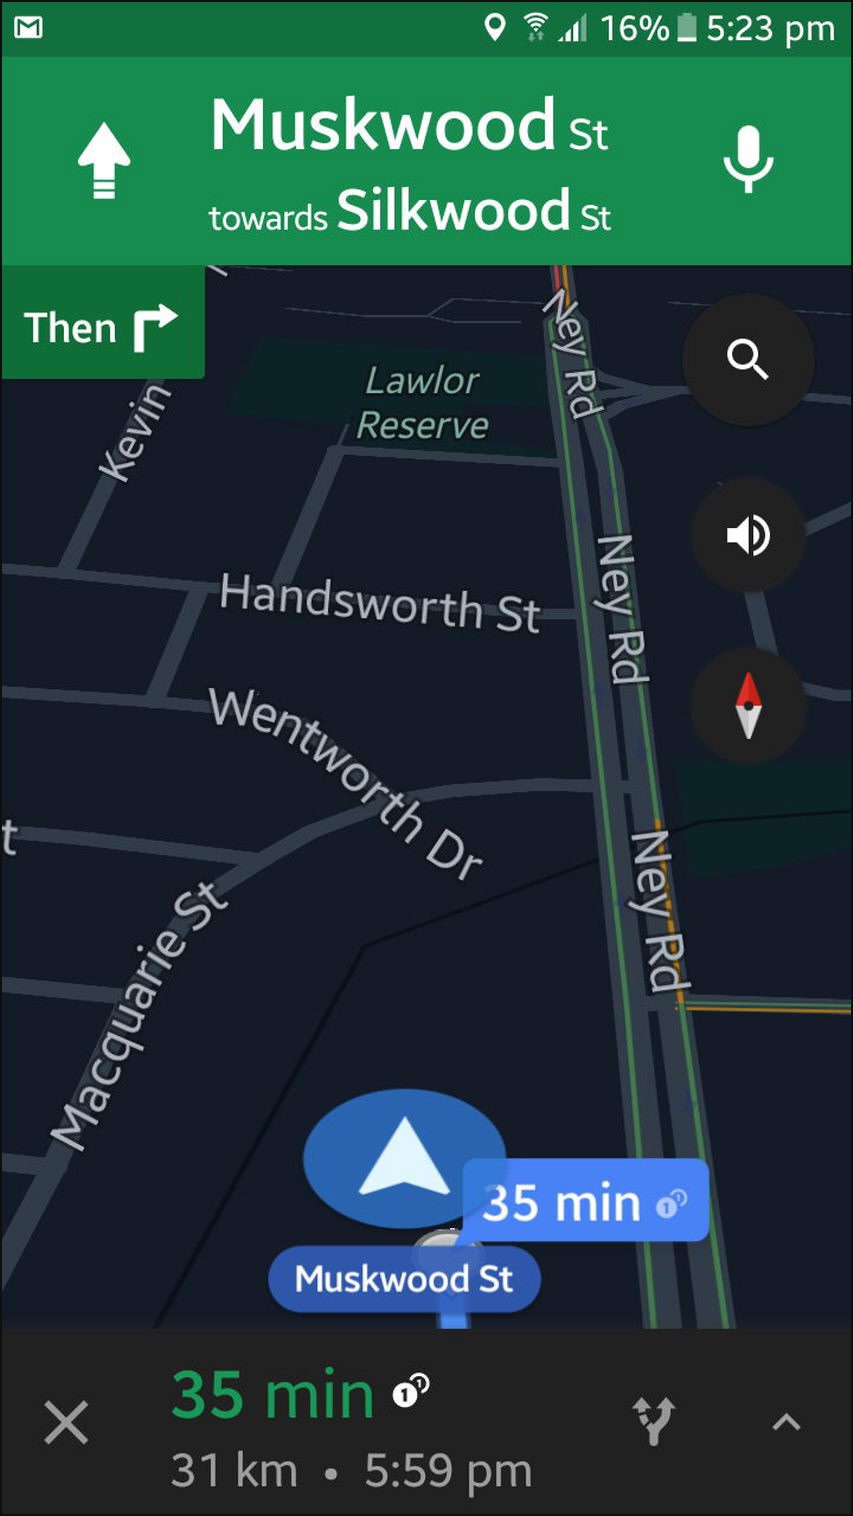 16% 5:23 pm
Muskwood St
towards Silkwood St
Then
Ney Rd
Lawlor
Reserve
Kevin
Handsworth St
Ney Rd
Wentworth Dr
t
Ney Rd
Macquarie St
35 min
Muskwood St
35 min
31 km • 5:59 pm